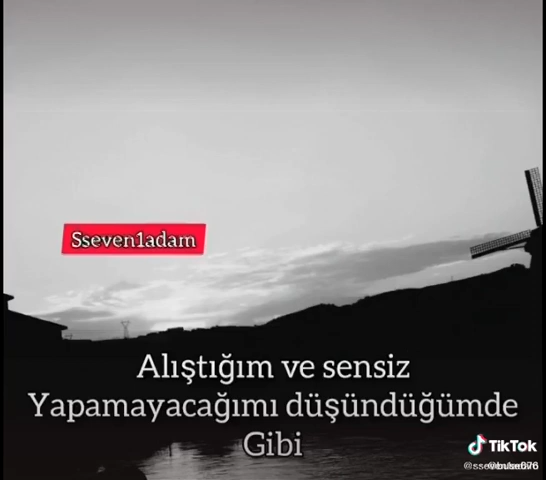 Sseven1adam
Alıştığım ve sensiz
Yapamayacağımı düşündüğümde
Gibi
TikTok